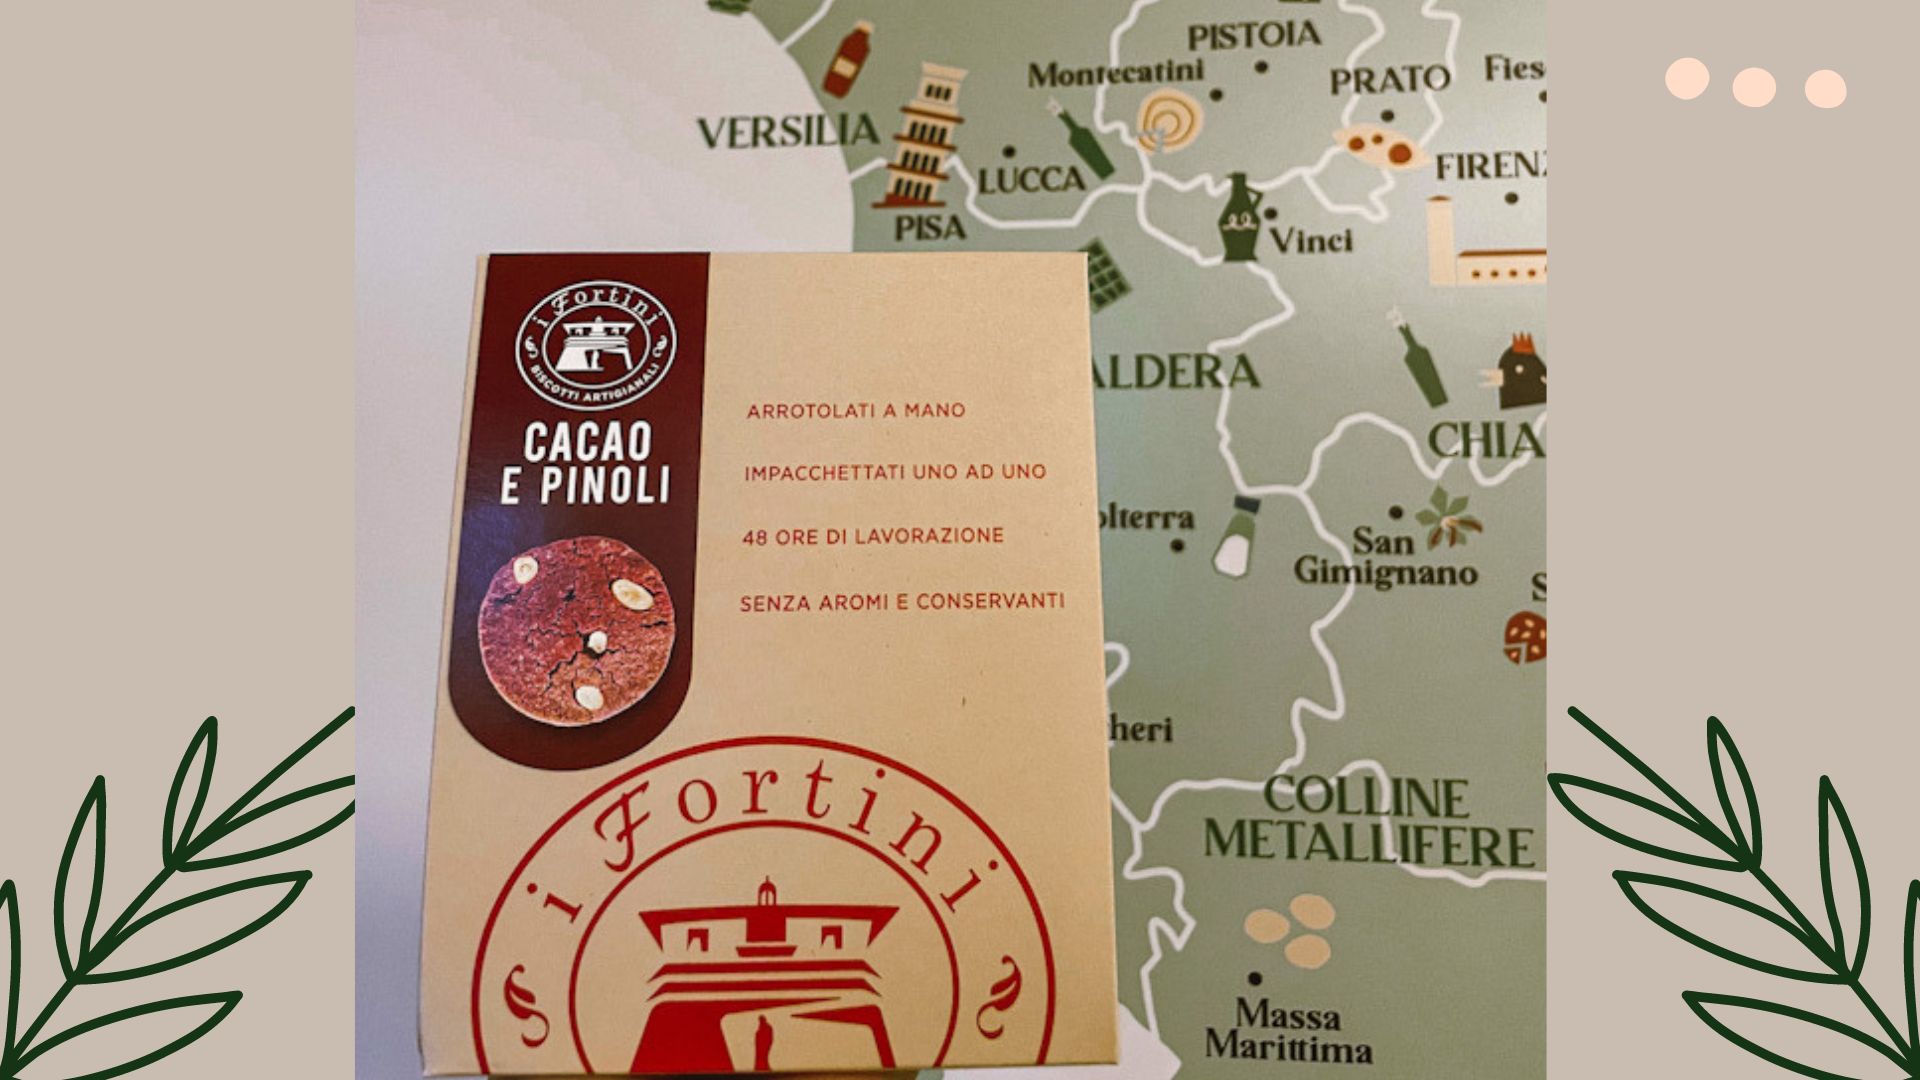 PISTOIA
Montecatini
PRATO
VERSILIA
LUCCA
PISA
Vinci
i Fortini
BISCOTTI ARTIGIANALI
CACAO
E PINOLI
ARROTOLATI A MANO
IMPACCHETTATI UNO AD UNO
48 ORE DI LAVORAZIONE
SENZA AROMI E CONSERVANTI
San
Gimignano
COLLINE
METALLIFERE
i Fortini
Massa
Marittima